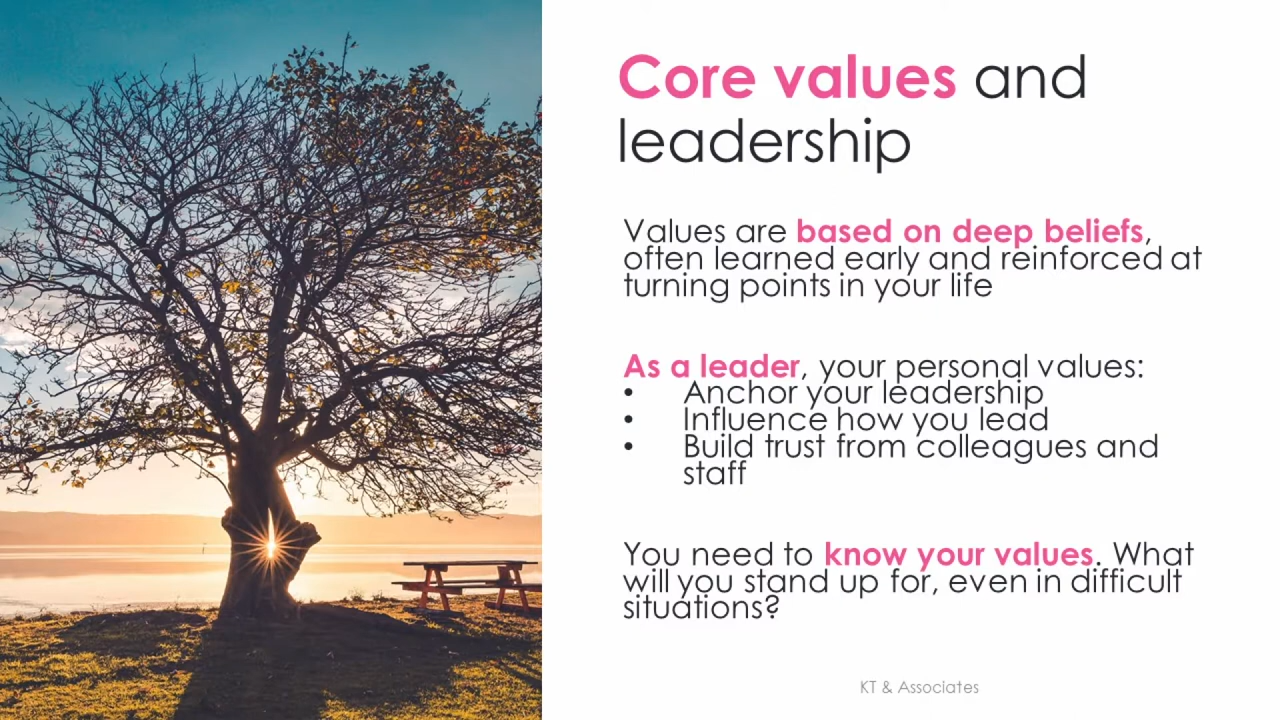 Core values and
leadership
Values are based on deep beliefs,
often learned early and reinforced at
turning points in your life
As a leader, your personal values:
• Anchor your leadership
• Influence how you lead
• Build trust from colleagues and
staff
You need to know your values. What
will you stand up for, even in difficult
situations?
KT & Associates